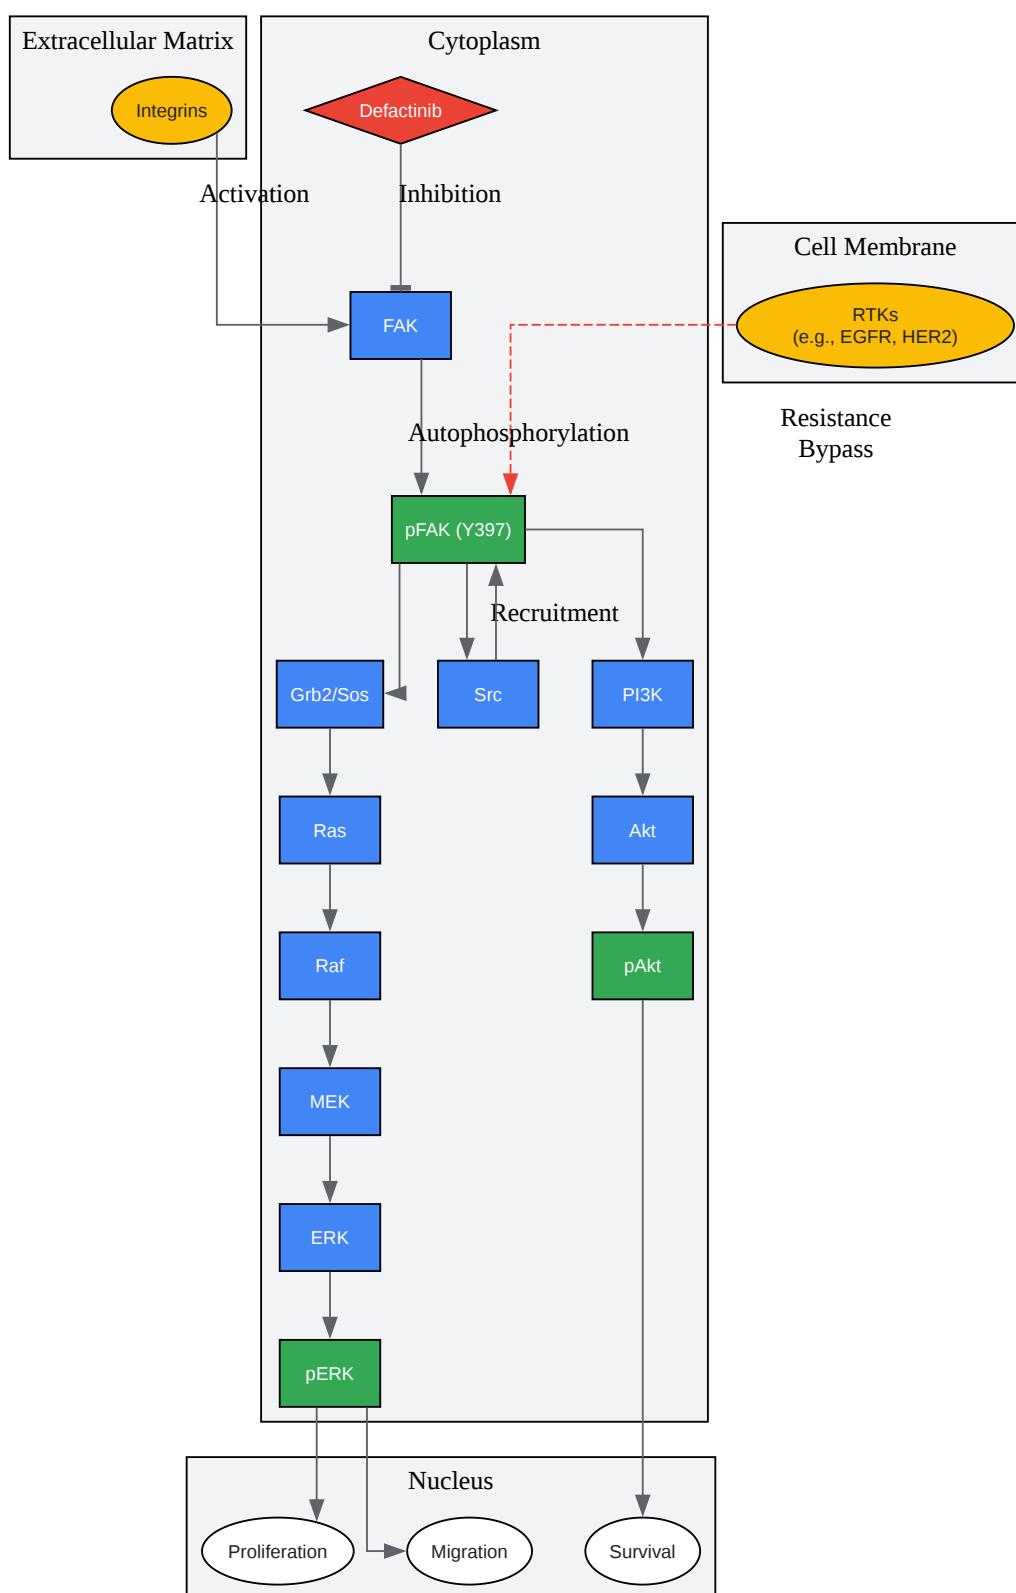 Extracellular Matrix
Cytoplasm
Integrins
Defactinib
Activation
Inhibition
Cell Membrane
RTKs
(e.g., EGFR, HER2)
FAK
Resistance
Bypass
Autophosphorylation
pFAK (Y397)
Recruitment
Grb2/Sos
Src
PI3K
Ras
Akt
Raf
pAkt
MEK
ERK
pERK
Nucleus
Proliferation
Migration
Survival